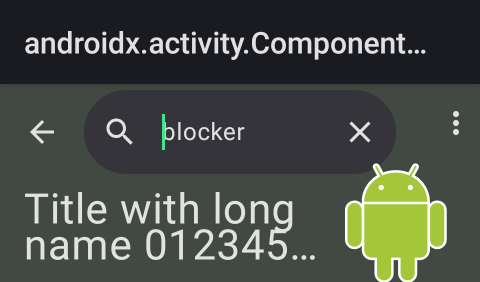 androidx.activity.Component…
blocker
Title with long
name 012345…